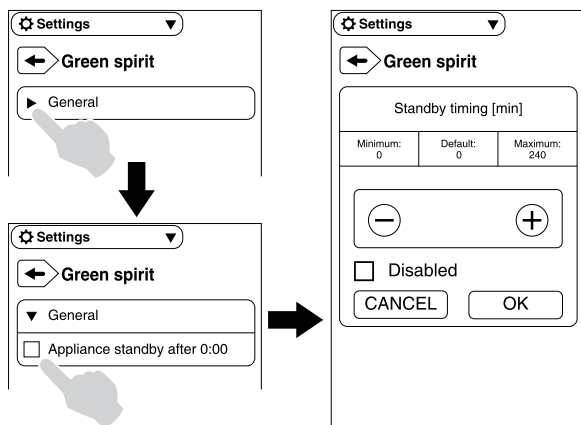 Settings
Green spirit
General
Settings
Green spirit
General
Appliance standby after 0:00
Settings
Green spirit
Standby timing [min]
Minimum: Default: Maximum:
0 0 240
Disabled
CANCEL OK